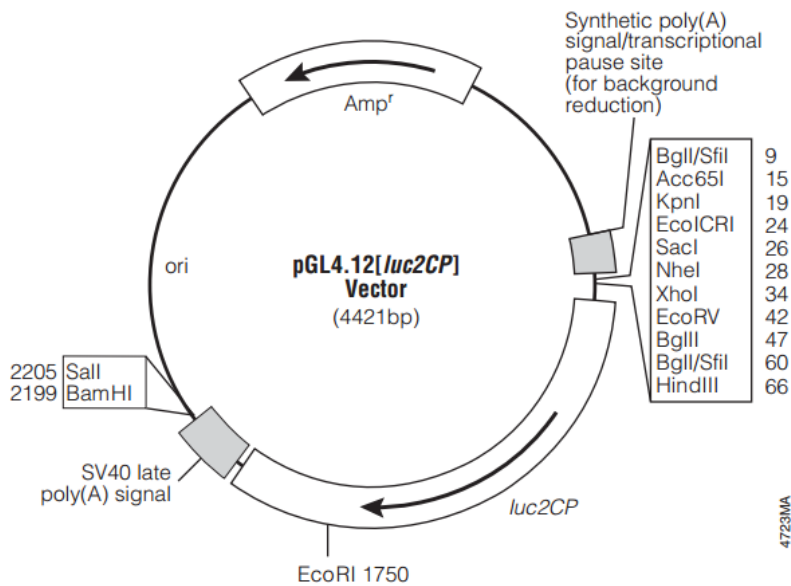 Synthetic poly(A)
signal/transcriptional
pause site
(for background
reduction)
Ampʳ
BglI/SfiI 9
Acc65I 15
KpnI 19
EcoICRI 24
SacI 26
NheI 28
XhoI 34
EcoRV 42
BglII 47
BglI/SfiI 60
HindIII 66
ori
pGL4.12[luc2CP]
Vector
(4421bp)
2205 SalI
2199 BamHI
SV40 late
poly(A) signal
luc2CP
EcoRI 1750
4723MA